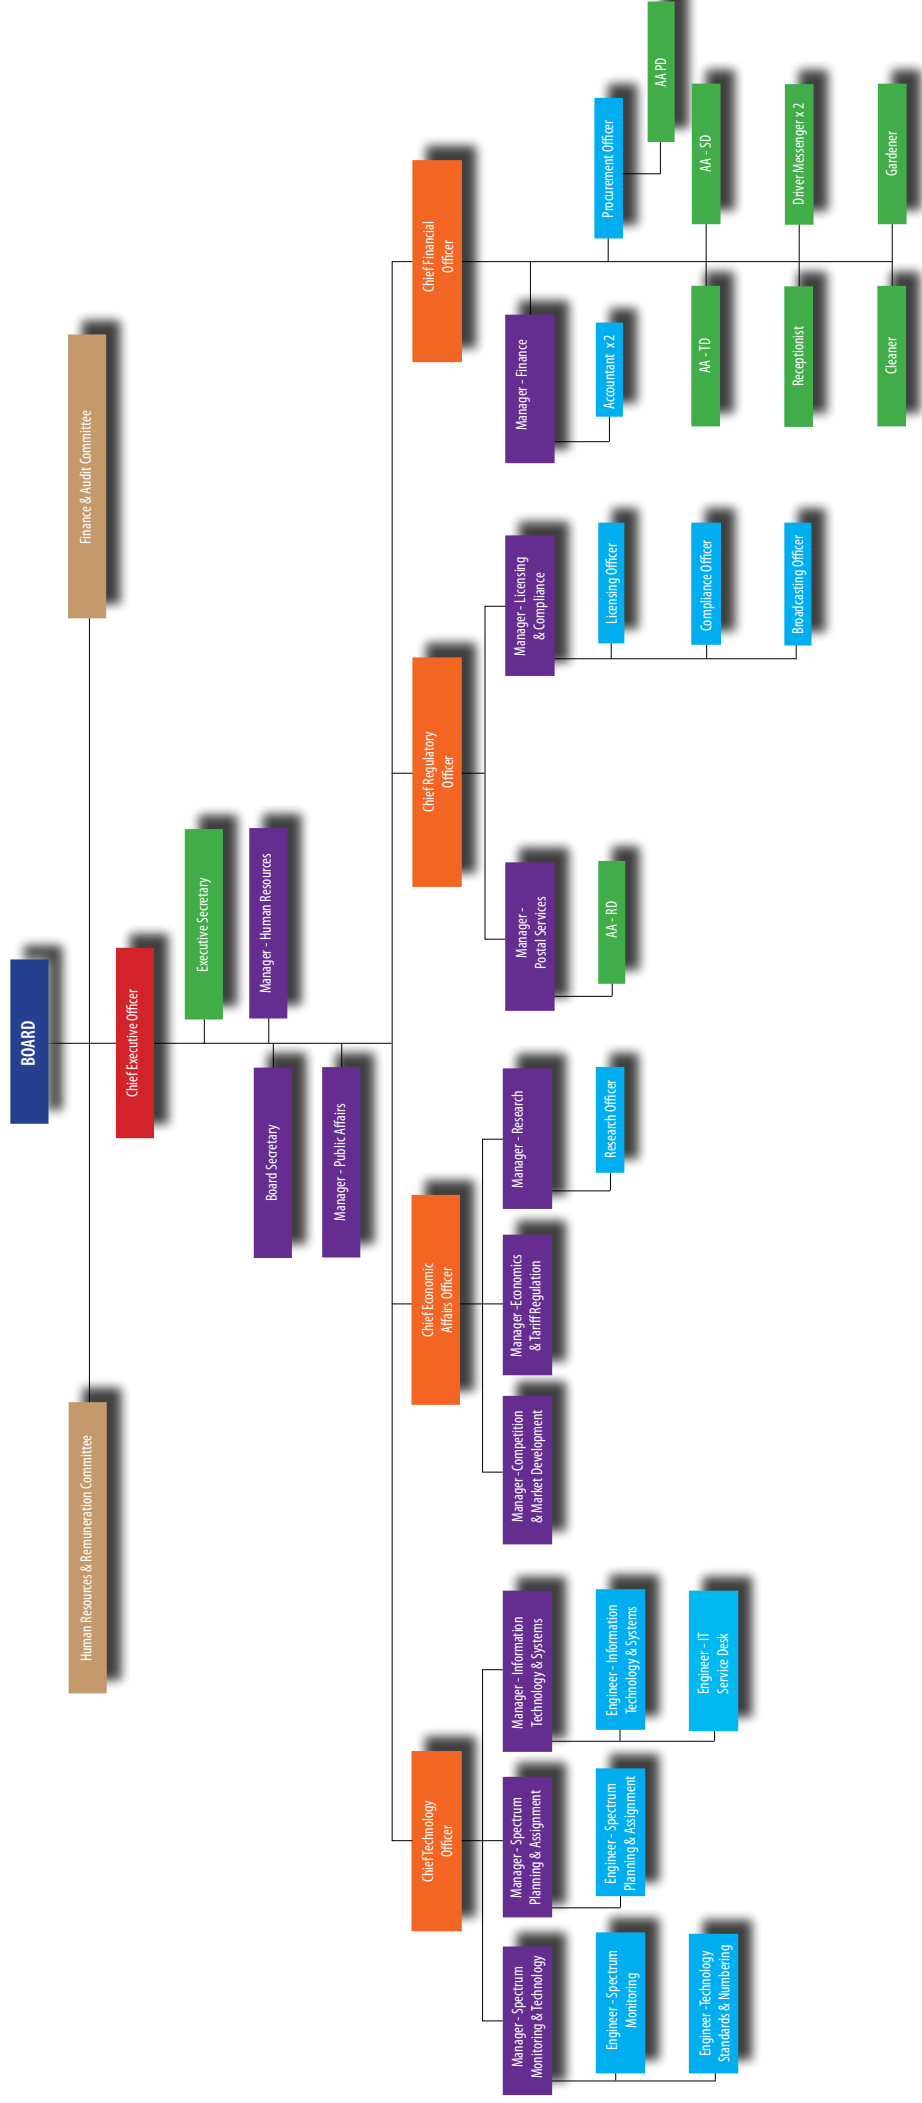 BOARD
Human Resources & Remuneration Committee
Finance & Audit Committee
Chief Executive Officer
Executive Secretary
Board Secretary
Manager - Human Resources
Manager - Public Affairs
Chief Technology
Officer
Chief Economic
Affairs Officer
Chief Regulatory
Officer
Chief Financial
Officer
Manager - Spectrum
Monitoring & Technology
Manager - Spectrum
Planning & Assignment
Manager - Information
Technology & Systems
Manager -Competition
& Market Development
Manager -Economics
& Tariff Regulation
Manager - Research
Manager -
Postal Services
Manager - Licensing
& Compliance
Manager - Finance
Engineer - Spectrum
Monitoring
Engineer - Spectrum
Planning & Assignment
Engineer - Information
Technology & Systems
Research Officer
AA - RD
Licensing Officer
Accountant x2
Procurement Officer
AA PD
Engineer -Technology
Standards & Numbering
Engineer - IT
Service Desk
Compliance Officer
AA - TD
AA - SD
Broadcasting Officer
Receptionist
Driver Messenger x 2
Cleaner
Gardener